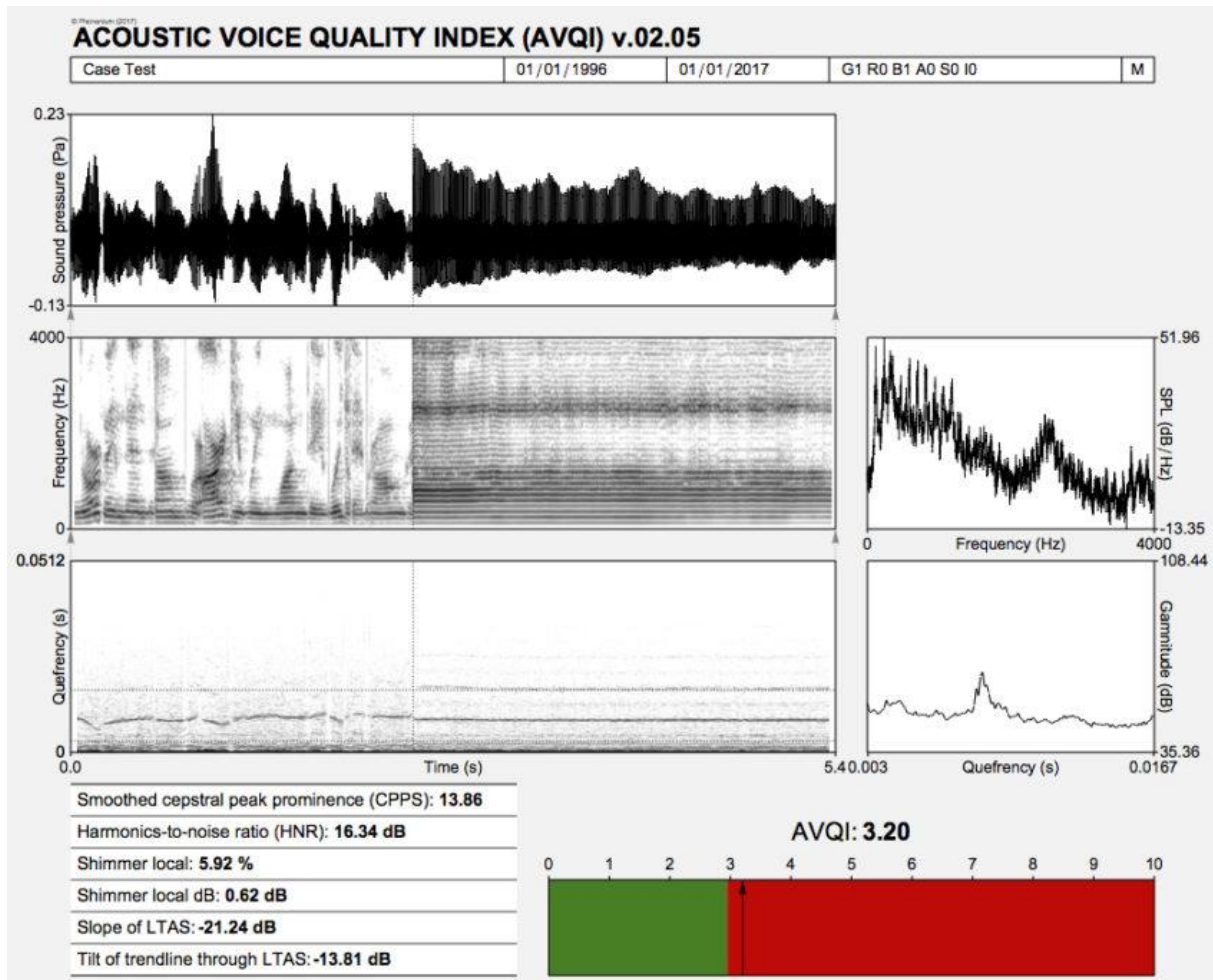 © Phonanium (2017)
ACOUSTIC VOICE QUALITY INDEX (AVQI) v.02.05
Case Test 01/01/1996 01/01/2017 G1 R0 B1 A0 S0 I0 M
0.23
Sound pressure (Pa)
-0.13
4000
Frequency (Hz)
0
51.96
SPL (dB/Hz)
-13.35
0 Frequency (Hz) 4000
0.0512
Quefrency (s)
0
0.0 Time (s) 5.4
108.44
Gamnitude (dB)
35.36
0.003 Quefrency (s) 0.0167
Smoothed cepstral peak prominence (CPPS): 13.86
Harmonics-to-noise ratio (HNR): 16.34 dB
Shimmer local: 5.92 %
Shimmer local dB: 0.62 dB
Slope of LTAS: -21.24 dB
Tilt of trendline through LTAS: -13.81 dB
AVQI: 3.20
0 1 2 3 4 5 6 7 8 9 10